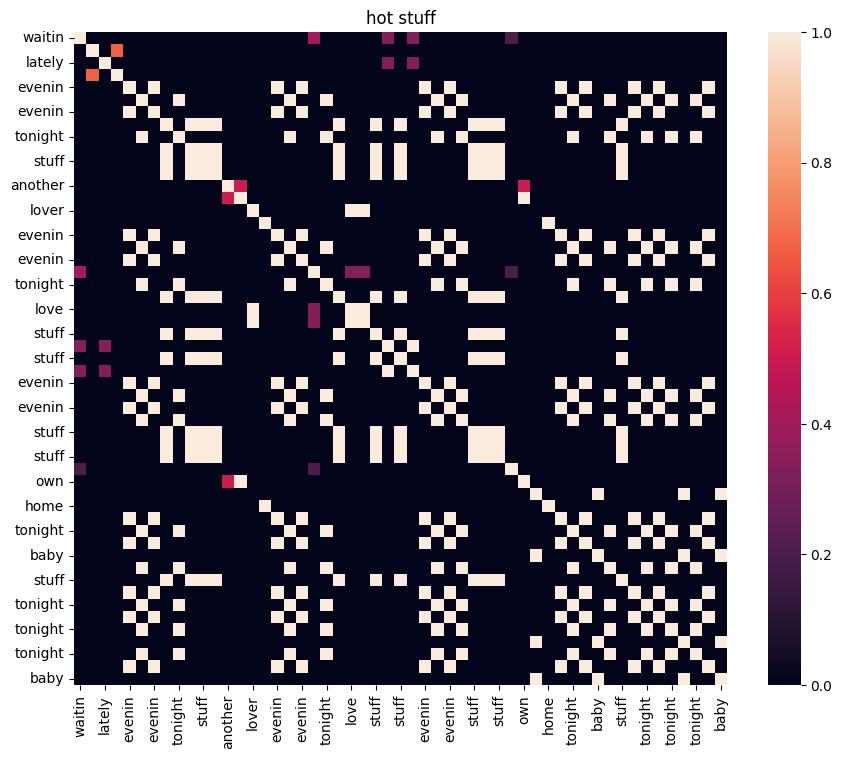 hot stuff
waitin
lately
evenin
evenin
tonight
stuff
another
lover
evenin
evenin
tonight
love
stuff
stuff
evenin
evenin
stuff
stuff
own
home
tonight
baby
stuff
tonight
tonight
tonight
baby
1.0
0.8
0.6
0.4
0.2
0.0
waitin
lately
evenin
evenin
tonight
stuff
another
lover
evenin
evenin
tonight
love
stuff
stuff
evenin
evenin
stuff
stuff
own
home
tonight
baby
stuff
tonight
tonight
tonight
baby